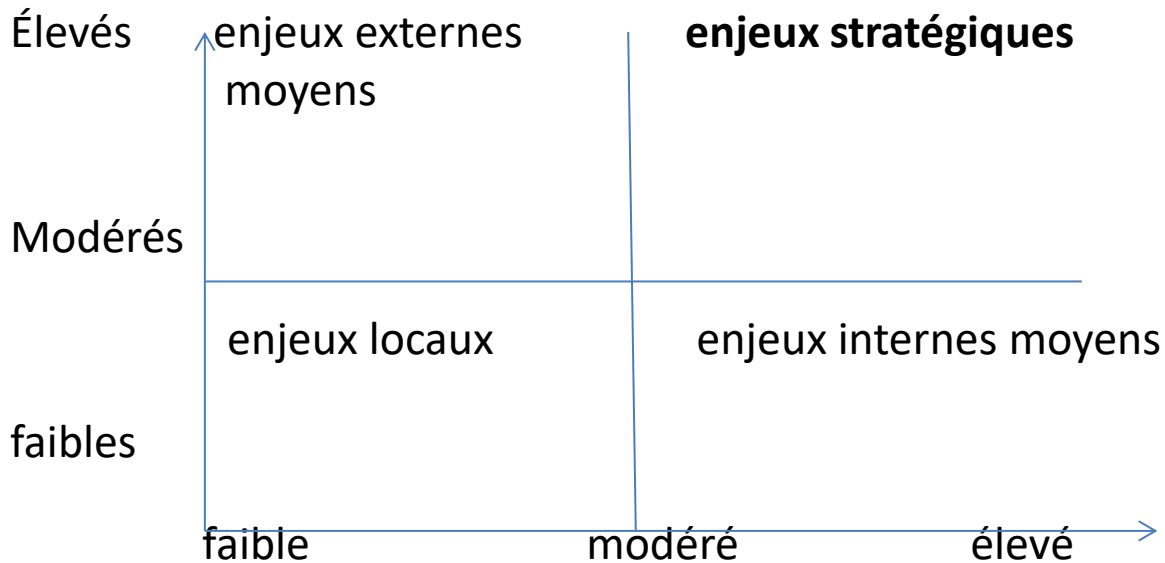 Élevés enjeux externes enjeux stratégiques
moyens
Modérés
enjeux locaux enjeux internes moyens
faibles
faible modéré élevé